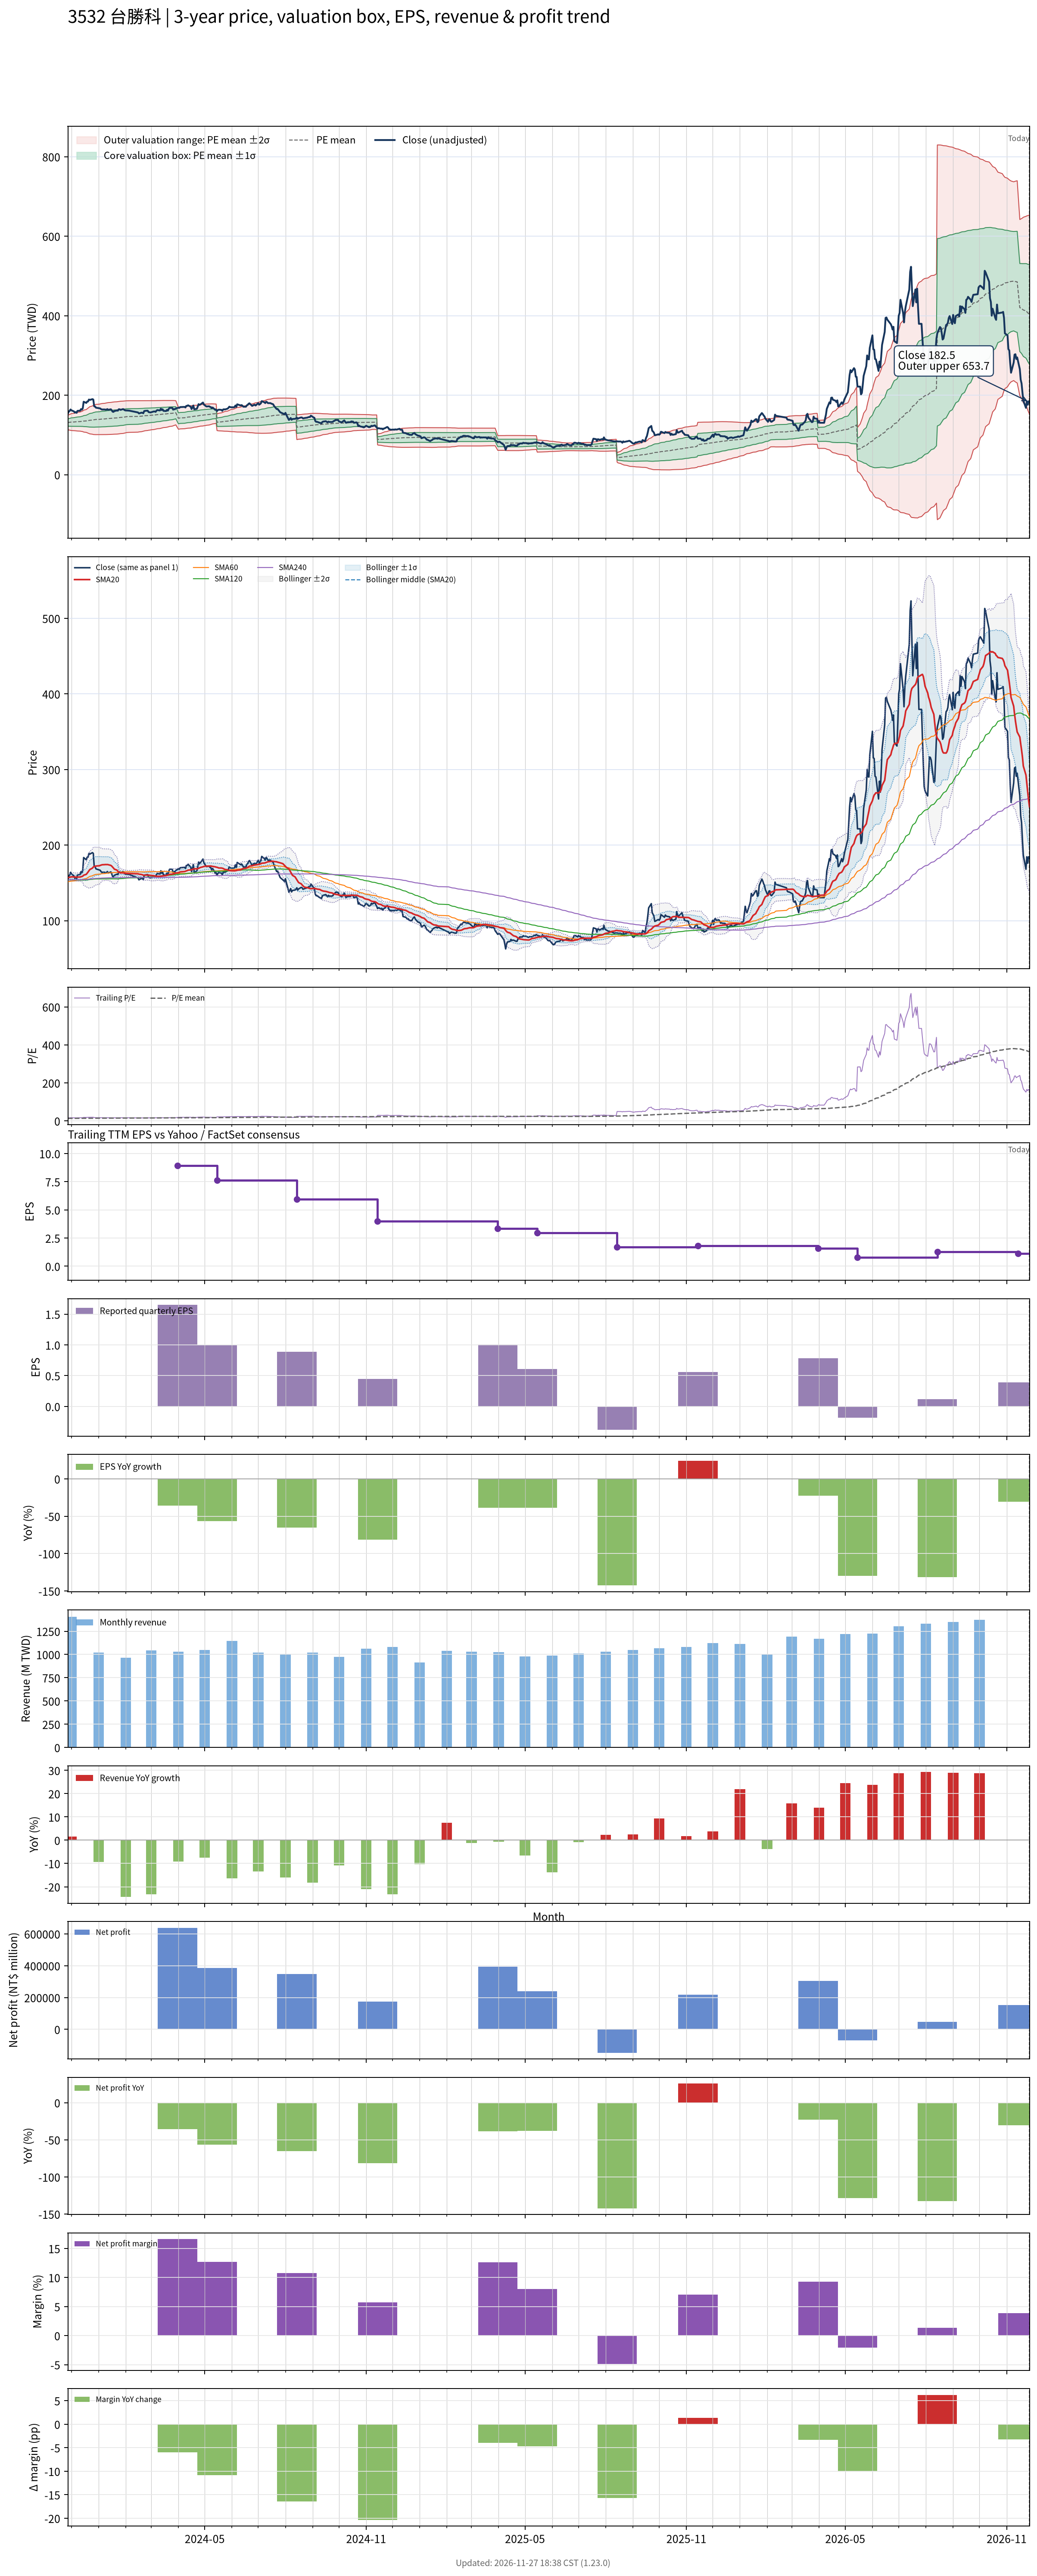 3532 台勝科 | 3-year price, valuation box, EPS, revenue & profit trend
Outer valuation range: PE mean ±2σ
PE mean
Close (unadjusted)
Core valuation box: PE mean ±1σ
Today
Price (TWD)
800
600
400
200
0
Close 182.5
Outer upper 653.7
Close (same as panel 1)
SMA20
SMA60
SMA120
SMA240
Bollinger ±2σ
Bollinger ±1σ
Bollinger middle (SMA20)
Price
500
400
300
200
100
Trailing P/E
P/E mean
P/E
600
400
200
0
Trailing TTM EPS vs Yahoo / FactSet consensus
Today
EPS
10.0
7.5
5.0
2.5
0.0
Reported quarterly EPS
EPS
1.5
1.0
0.5
0.0
EPS YoY growth
YoY (%)
0
-50
-100
-150
Monthly revenue
Revenue (M TWD)
1250
1000
750
500
250
0
Revenue YoY growth
YoY (%)
30
20
10
0
-10
-20
Month
Net profit
Net profit (NT$ million)
600000
400000
200000
0
Net profit YoY
YoY (%)
0
-50
-100
-150
Net profit margin
Margin (%)
15
10
5
0
-5
Margin YoY change
Δ margin (pp)
5
0
-5
-10
-15
-20
2024-05
2024-11
2025-05
2025-11
2026-05
2026-11
Updated: 2026-11-27 18:38 CST (1.23.0)